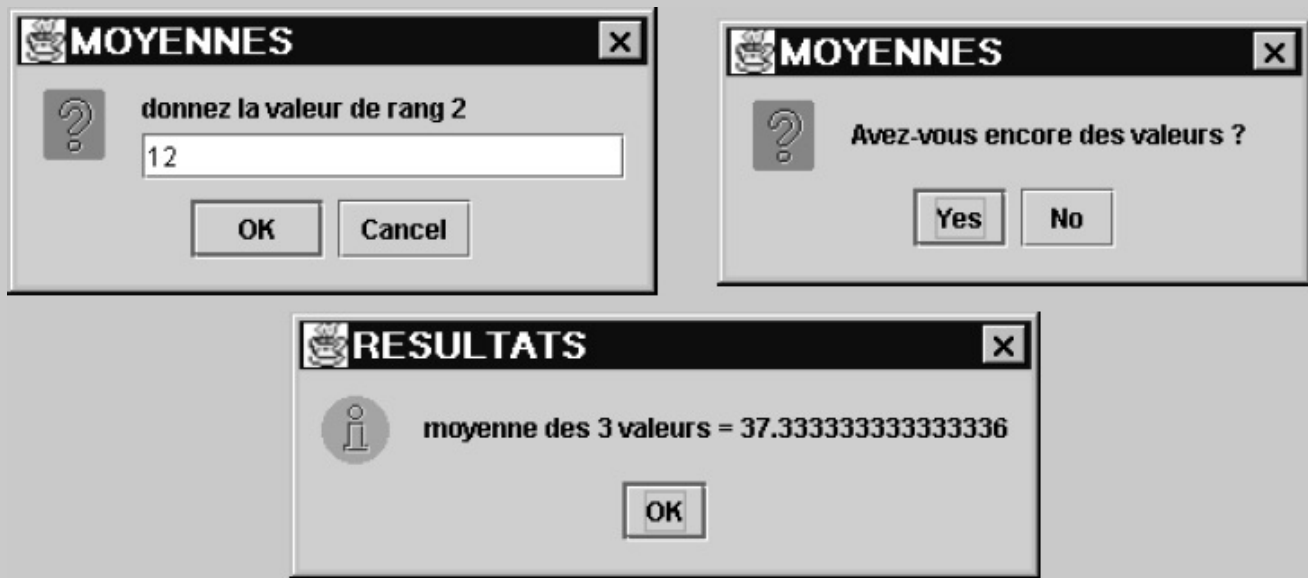 MOYENNES
donnez la valeur de rang 2
12
OK Cancel
MOYENNES
Avez-vous encore des valeurs ?
Yes No
RESULTATS
moyenne des 3 valeurs = 37.333333333333336
OK